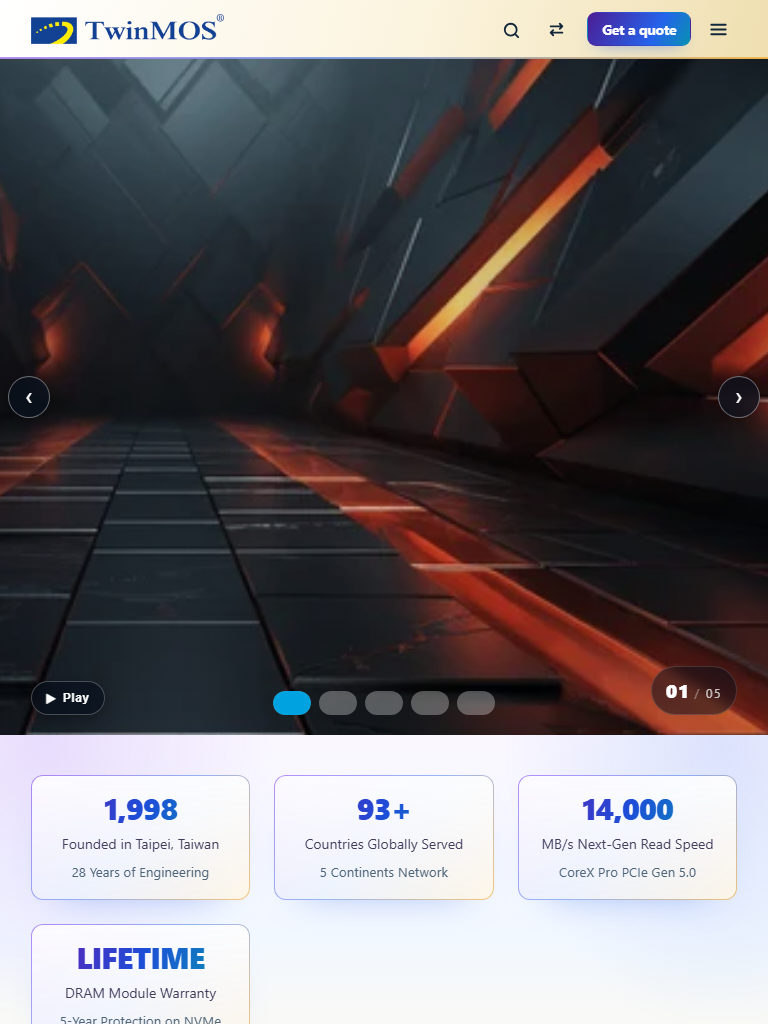 TwinMOS®
Get a quote
‹
›
▶ Play
01 / 05
1,998
Founded in Taipei, Taiwan
28 Years of Engineering
93+
Countries Globally Served
5 Continents Network
14,000
MB/s Next-Gen Read Speed
CoreX Pro PCIe Gen 5.0
LIFETIME
DRAM Module Warranty
5-Year Protection on NVMe